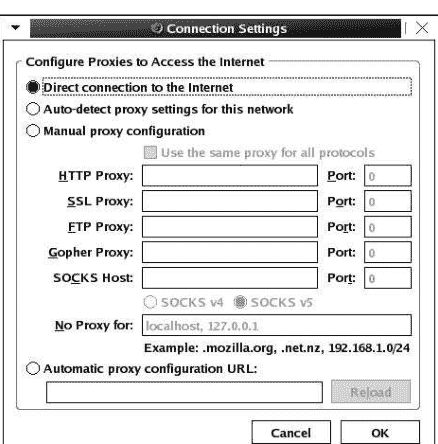 Connection Settings
Configure Proxies to Access the Internet
Direct connection to the Internet
Auto-detect proxy settings for this network
Manual proxy configuration
Use the same proxy for all protocols
HTTP Proxy: Port: 0
SSL Proxy: Port: 0
FTP Proxy: Port: 0
Gopher Proxy: Port: 0
SOCKS Host: Port: 0
SOCKS v4 SOCKS v5
No Proxy for: localhost, 127.0.0.1
Example: .mozilla.org, .net.nz, 192.168.1.0/24
Automatic proxy configuration URL:
Reload
Cancel OK